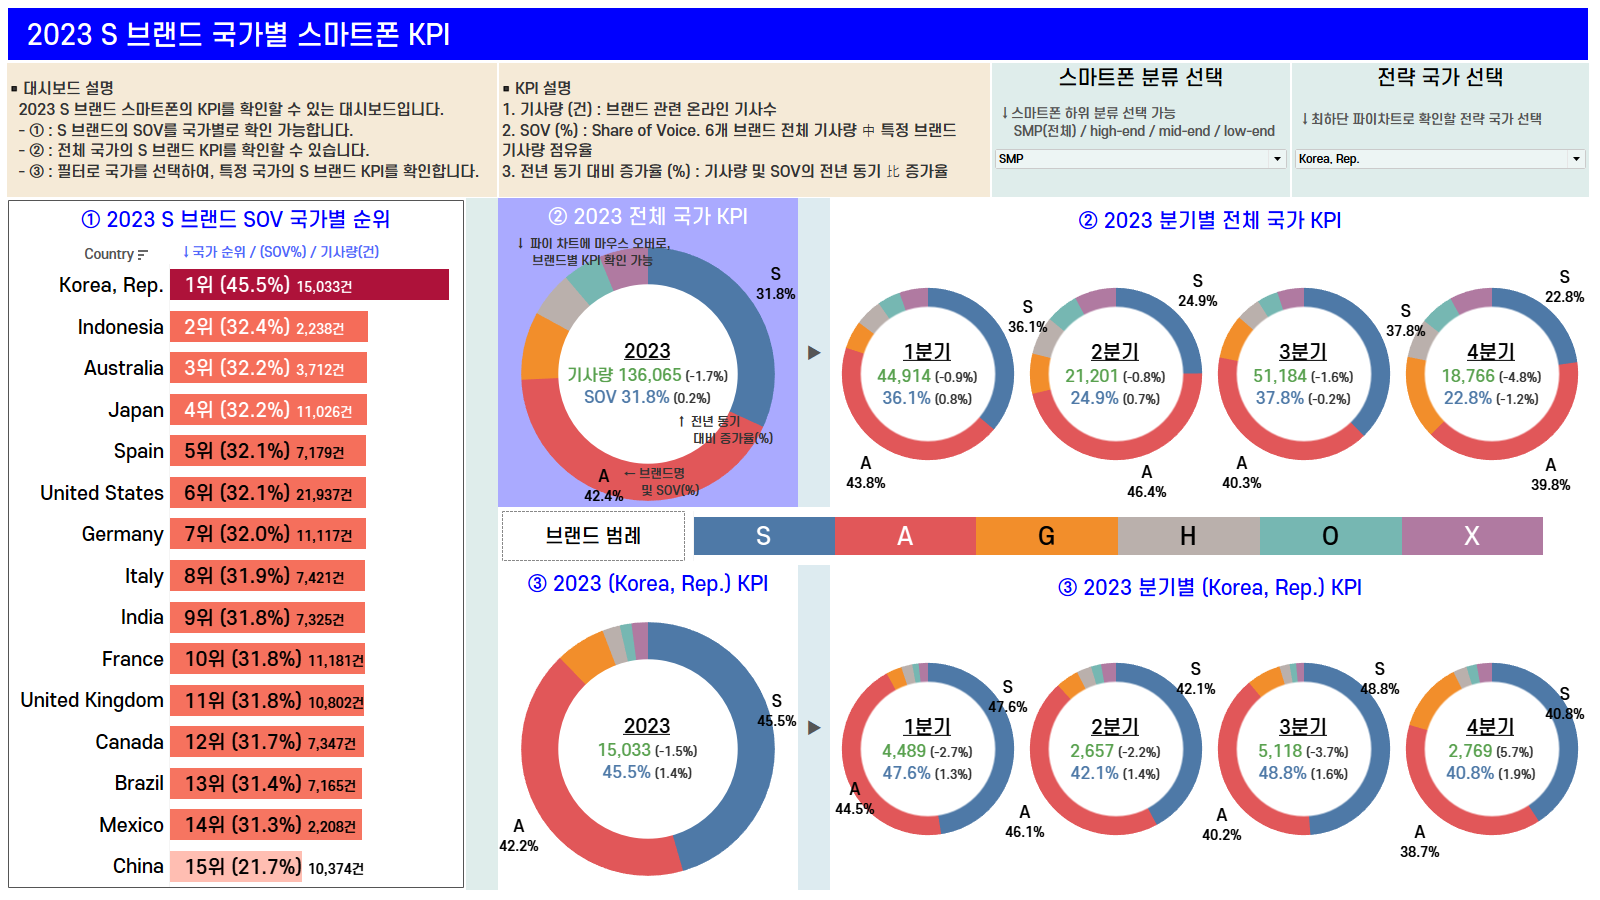 2023 S 브랜드 국가별 스마트폰 KPI
▪ 대시보드 설명
2023 S 브랜드 스마트폰의 KPI를 확인할 수 있는 대시보드입니다.
- ① : S 브랜드의 SOV를 국가별로 확인 가능합니다.
- ② : 전체 국가의 S 브랜드 KPI를 확인할 수 있습니다.
- ③ : 필터로 국가를 선택하여, 특정 국가의 S 브랜드 KPI를 확인합니다.
▪ KPI 설명
1. 기사량 (건) : 브랜드 관련 온라인 기사수
2. SOV (%) : Share of Voice. 6개 브랜드 전체 기사량 中 특정 브랜드
기사량 점유율
3. 전년 동기 대비 증가율 (%) : 기사량 및 SOV의 전년 동기 比 증가율
스마트폰 분류 선택
↓스마트폰 하위 분류 선택 가능
SMP(전체) / high-end / mid-end / low-end
SMP
전략 국가 선택
↓최하단 파이차트로 확인할 전략 국가 선택
Korea, Rep.
① 2023 S 브랜드 SOV 국가별 순위
Country ↓국가 순위 / (SOV%) / 기사량(건)
Korea, Rep. 1위 (45.5%) 15,033건
Indonesia 2위 (32.4%) 2,238건
Australia 3위 (32.2%) 3,712건
Japan 4위 (32.2%) 11,026건
Spain 5위 (32.1%) 7,179건
United States 6위 (32.1%) 21,937건
Germany 7위 (32.0%) 11,117건
Italy 8위 (31.9%) 7,421건
India 9위 (31.8%) 7,325건
France 10위 (31.8%) 11,181건
United Kingdom 11위 (31.8%) 10,802건
Canada 12위 (31.7%) 7,347건
Brazil 13위 (31.4%) 7,165건
Mexico 14위 (31.3%) 2,208건
China 15위 (21.7%) 10,374건
② 2023 전체 국가 KPI
↓ 파이 차트에 마우스 오버로,
브랜드별 KPI 확인 가능
S
31.8%
2023
기사량 136,065 (-1.7%)
SOV 31.8% (0.2%)
↑ 전년 동기
대비 증가율(%)
A ← 브랜드명
42.4% 및 SOV(%)
▶
② 2023 분기별 전체 국가 KPI
S
36.1%
1분기
44,914 (-0.9%)
36.1% (0.8%)
A
43.8%
S
24.9%
2분기
21,201 (-0.8%)
24.9% (0.7%)
A
46.4%
S
37.8%
3분기
51,184 (-1.6%)
37.8% (-0.2%)
A
40.3%
S
22.8%
4분기
18,766 (-4.8%)
22.8% (-1.2%)
A
39.8%
브랜드 범례 S A G H O X
③ 2023 (Korea, Rep.) KPI
S
45.5%
2023
15,033 (-1.5%)
45.5% (1.4%)
A
42.2%
▶
③ 2023 분기별 (Korea, Rep.) KPI
S
47.6%
1분기
4,489 (-2.7%)
47.6% (1.3%)
A
44.5%
S
42.1%
2분기
2,657 (-2.2%)
42.1% (1.4%)
A
46.1%
S
48.8%
3분기
5,118 (-3.7%)
48.8% (1.6%)
A
40.2%
S
40.8%
4분기
2,769 (5.7%)
40.8% (1.9%)
A
38.7%